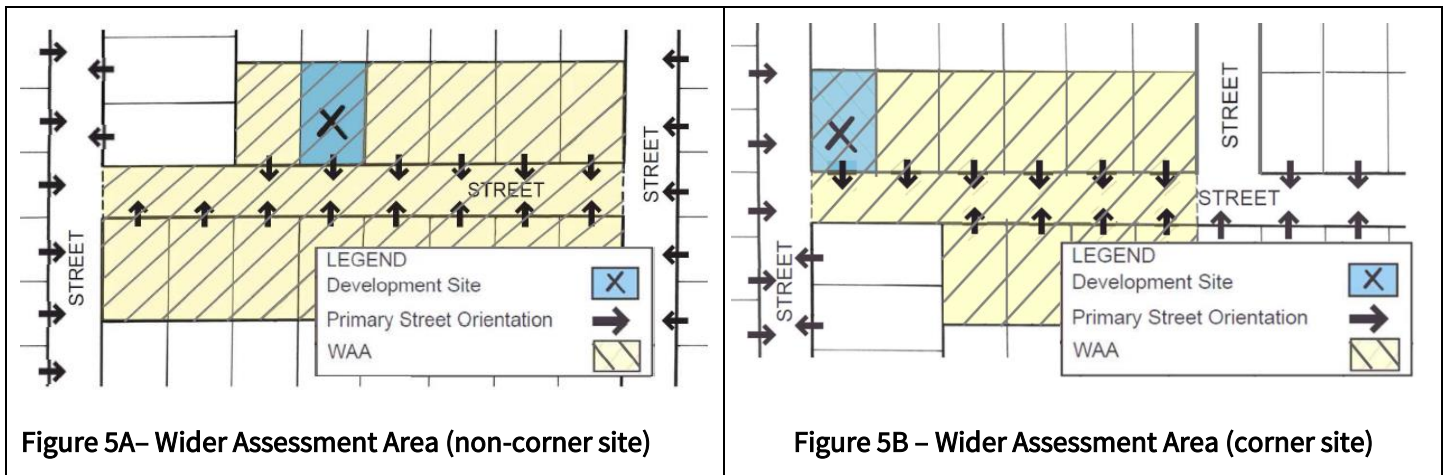 STREET
STREET
STREET
LEGEND
Development Site
X
Primary Street Orientation
WAA
X
Figure 5A– Wider Assessment Area (non-corner site)
STREET
STREET
STREET
LEGEND
Development Site
X
Primary Street Orientation
WAA
X
Figure 5B – Wider Assessment Area (corner site)